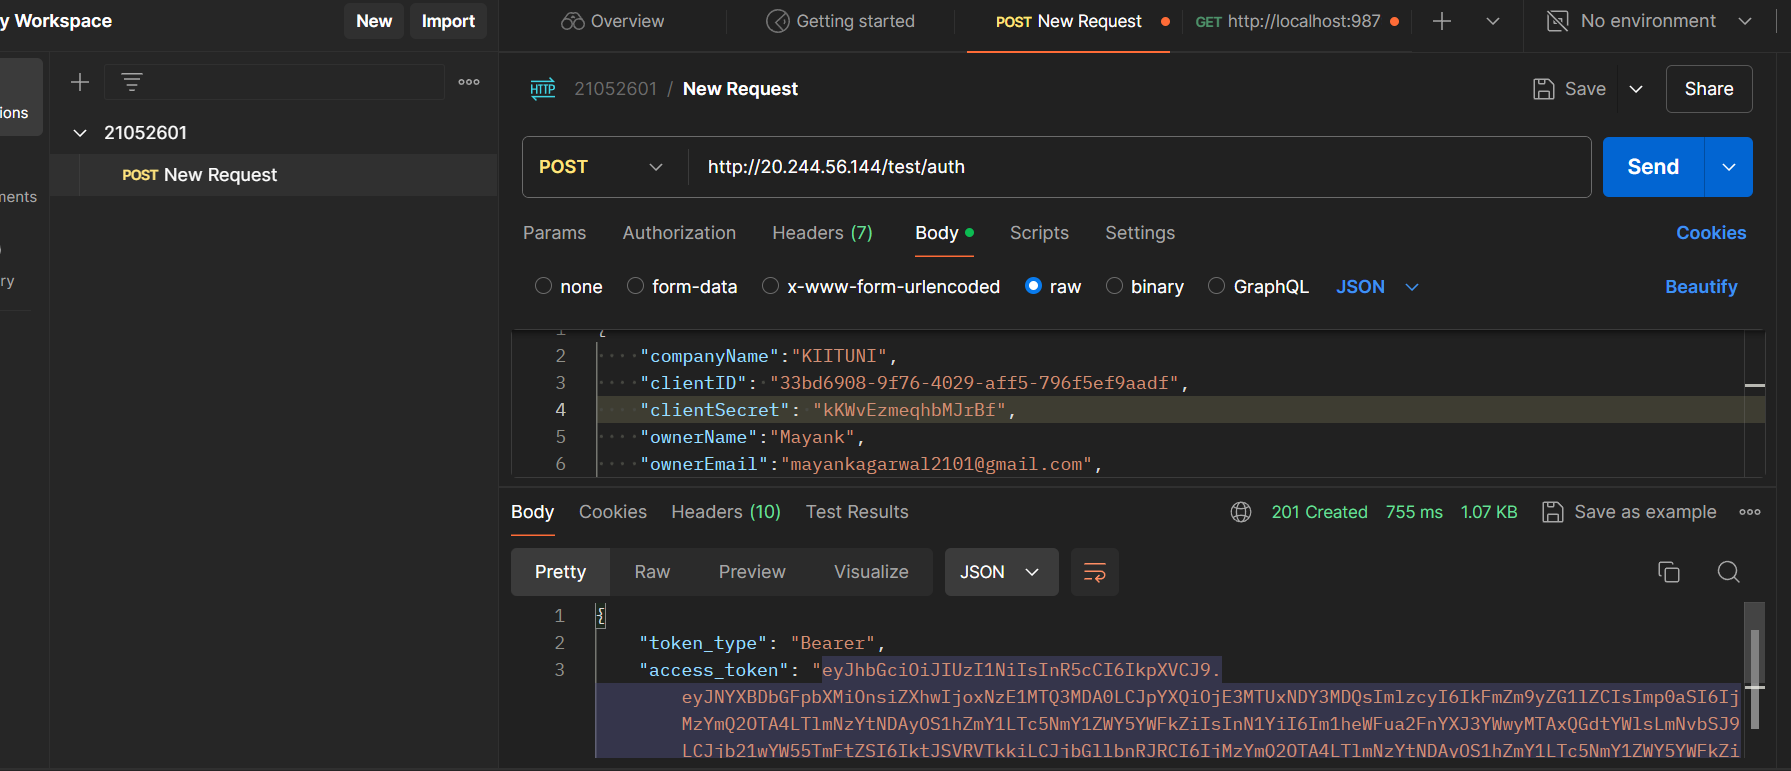 y Workspace
New
Import
Overview
Getting started
POST New Request
GET http://localhost:987
No environment
ions
21052601
POST New Request
ments
ry
HTTP
21052601 / New Request
Save
Share
POST
http://20.244.56.144/test/auth
Send
Params
Authorization
Headers (7)
Body
Scripts
Settings
Cookies
none
form-data
x-www-form-urlencoded
raw
binary
GraphQL
JSON
Beautify
1 {
2 "companyName":"KIITUNI",
3 "clientID": "33bd6908-9f76-4029-aff5-796f5ef9aadf",
4 "clientSecret": "kKWvEzmeqhbMJrBf",
5 "ownerName":"Mayank",
6 "ownerEmail":"mayankagarwal2101@gmail.com",
Body
Cookies
Headers (10)
Test Results
201 Created
755 ms
1.07 KB
Save as example
Pretty
Raw
Preview
Visualize
JSON
1 {
2 "token_type": "Bearer",
3 "access_token": "eyJhbGciOiJIUzI1NiIsInR5cCI6IkpXVCJ9.
eyJNYXBDbGFpbXMiOnsiZXhwIjoxNzE1MTQ3MDA0LCJpYXQiOjE3MTUxNDY3MDQsImlzcyI6IkFmZm9yZG1lZCIsImp0aSI6Ij
MzYmQ2OTA4LTlmNzYtNDAyOS1hZmY1LTc5NmY1ZWY5YWFkZiIsInN1YiI6Im1heWFua2FnYXJ3YWwyMTAxQGdtYWlsLmNvbSJ9
LCJjb21wYW55TmFtZSI6IktJSVRVTkkiLCJjbGllbnRJRCI6IjMzYmQ2OTA4LTlmNzYtNDAyOS1hZmY1LTc5NmY1ZWY5YWFkZi